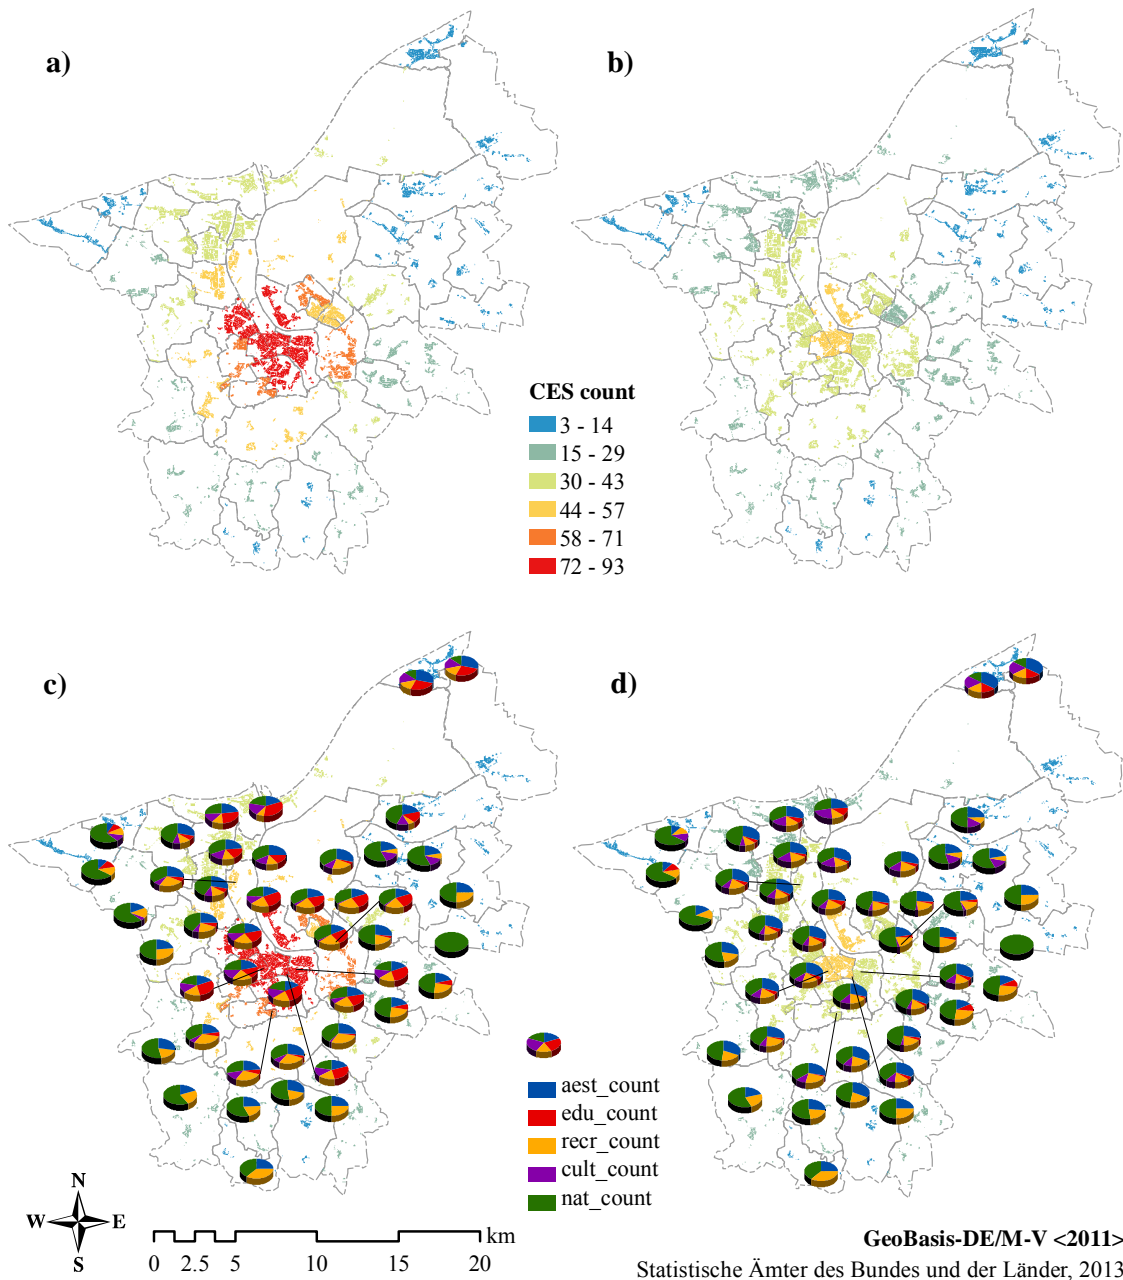 a)
b)
CES count
3 - 14
15 - 29
30 - 43
44 - 57
58 - 71
72 - 93
c)
d)
aest_count
edu_count
recr_count
cult_count
nat_count
N
W E
S
km
0 2.5 5 10 15 20
GeoBasis-DE/M-V <2011>
Statistische Ämter des Bundes und der Länder, 2013